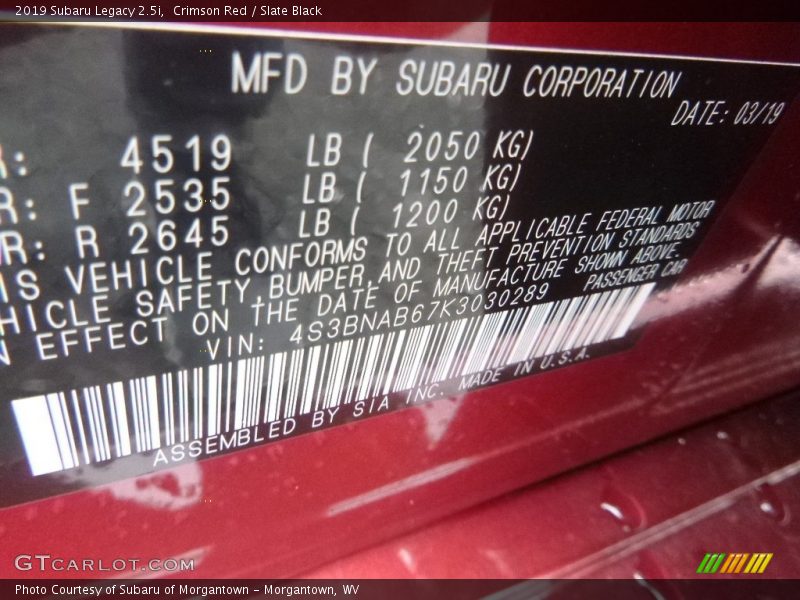 2019 Subaru Legacy 2.5i, Crimson Red / Slate Black
MFD BY SUBARU CORPORATION
DATE: 03/19
R: 4519 LB ( 2050 KG)
R: F 2535 LB ( 1150 KG)
R: R 2645 LB ( 1200 KG)
IS VEHICLE CONFORMS TO ALL APPLICABLE FEDERAL MOTOR
HICLE SAFETY,BUMPER,AND THEFT PREVENTION STANDARDS
N EFFECT ON THE DATE OF MANUFACTURE SHOWN ABOVE.
VIN: 4S3BNAB67K3030289 PASSENGER CAR
ASSEMBLED BY SIA INC. MADE IN U.S.A.
GTCARLOT.COM
Photo Courtesy of Subaru of Morgantown - Morgantown, WV